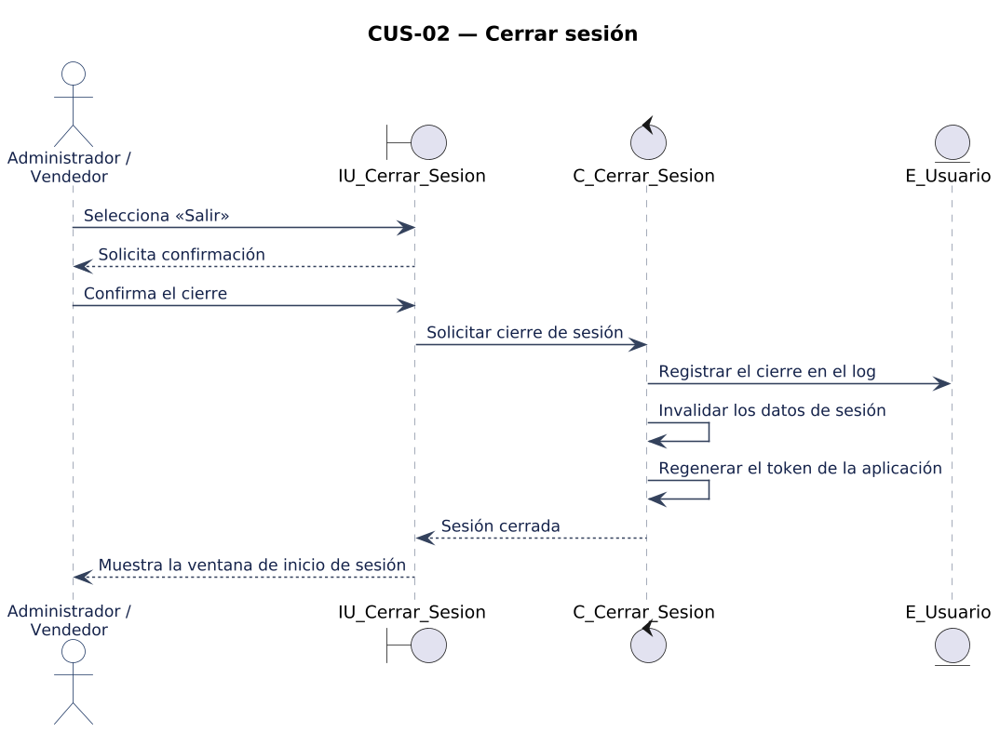 CUS-02 — Cerrar sesión
Administrador /
Vendedor
IU_Cerrar_Sesion
C_Cerrar_Sesion
E_Usuario
Selecciona «Salir»
Solicita confirmación
Confirma el cierre
Solicitar cierre de sesión
Registrar el cierre en el log
Invalidar los datos de sesión
Regenerar el token de la aplicación
Sesión cerrada
Muestra la ventana de inicio de sesión
Administrador /
Vendedor
IU_Cerrar_Sesion
C_Cerrar_Sesion
E_Usuario